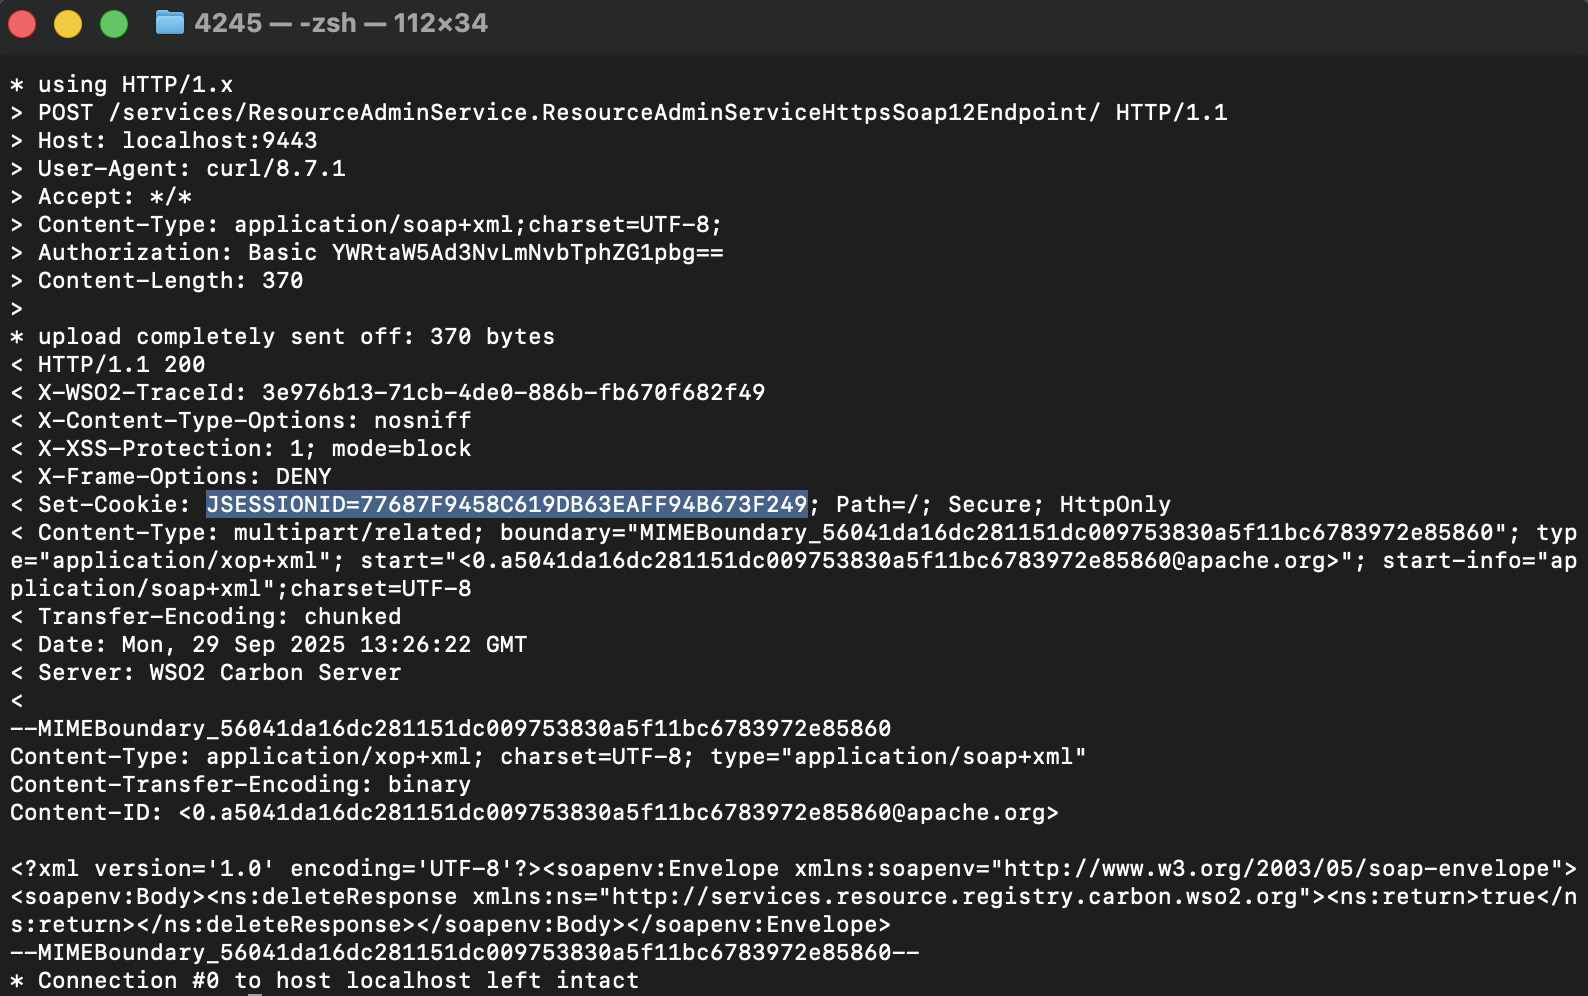 4245 — -zsh — 112×34
* using HTTP/1.x
> POST /services/ResourceAdminService.ResourceAdminServiceHttpsSoap12Endpoint/ HTTP/1.1
> Host: localhost:9443
> User-Agent: curl/8.7.1
> Accept: */*
> Content-Type: application/soap+xml;charset=UTF-8;
> Authorization: Basic YWRtaW5Ad3NvLmNvbTphZG1pbg==
> Content-Length: 370
>
* upload completely sent off: 370 bytes
< HTTP/1.1 200
< X-WSO2-TraceId: 3e976b13-71cb-4de0-886b-fb670f682f49
< X-Content-Type-Options: nosniff
< X-XSS-Protection: 1; mode=block
< X-Frame-Options: DENY
< Set-Cookie: JSESSIONID=77687F9458C619DB63EAFF94B673F249; Path=/; Secure; HttpOnly
< Content-Type: multipart/related; boundary="MIMEBoundary_56041da16dc281151dc009753830a5f11bc6783972e85860"; typ
e="application/xop+xml"; start="<0.a5041da16dc281151dc009753830a5f11bc6783972e85860@apache.org>"; start-info="ap
plication/soap+xml";charset=UTF-8
< Transfer-Encoding: chunked
< Date: Mon, 29 Sep 2025 13:26:22 GMT
< Server: WSO2 Carbon Server
<
--MIMEBoundary_56041da16dc281151dc009753830a5f11bc6783972e85860
Content-Type: application/xop+xml; charset=UTF-8; type="application/soap+xml"
Content-Transfer-Encoding: binary
Content-ID: <0.a5041da16dc281151dc009753830a5f11bc6783972e85860@apache.org>

<?xml version='1.0' encoding='UTF-8'?><soapenv:Envelope xmlns:soapenv="http://www.w3.org/2003/05/soap-envelope">
<soapenv:Body><ns:deleteResponse xmlns:ns="http://services.resource.registry.carbon.wso2.org"><ns:return>true</n
s:return></ns:deleteResponse></soapenv:Body></soapenv:Envelope>
--MIMEBoundary_56041da16dc281151dc009753830a5f11bc6783972e85860--
* Connection #0 to host localhost left intact